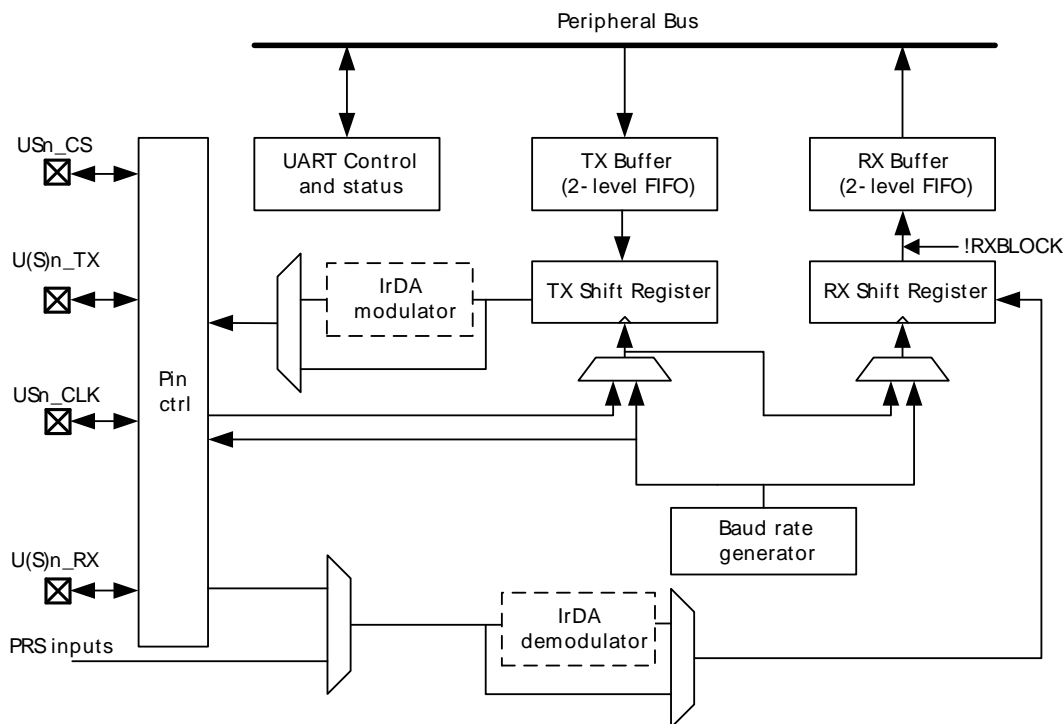 Peripheral Bus
USn_CS
UART Control
and status
TX Buffer
(2-level FIFO)
RX Buffer
(2-level FIFO)
!RXBLOCK
U(S)n_TX
IrDA
modulator
TX Shift Register
RX Shift Register
USn_CLK
Pin
ctrl
Baud rate
generator
U(S)n_RX
IrDA
demodulator
PRS inputs